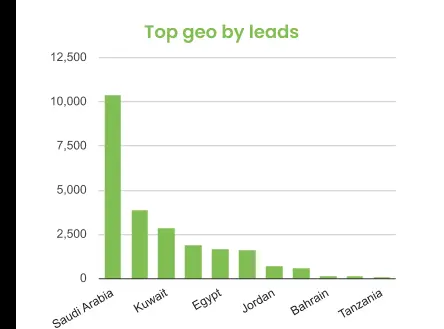 Top geo by leads
12,500
10,000
7,500
5,000
2,500
0
Saudi Arabia
Kuwait
Egypt
Jordan
Bahrain
Tanzania